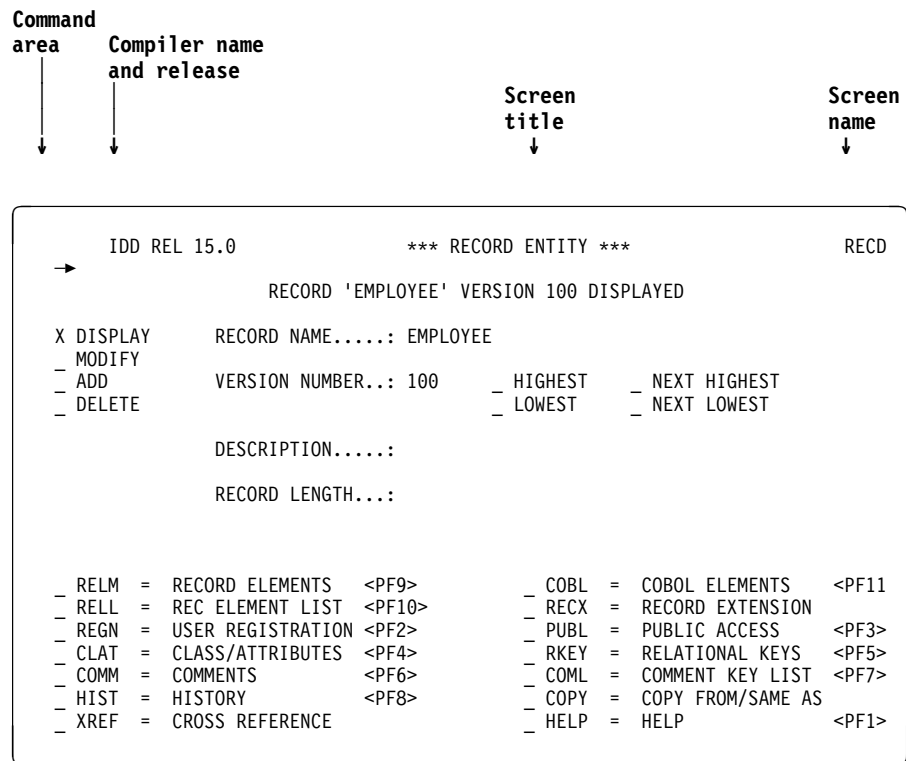 Command
area Compiler name
and release
Screen Screen
title name
IDD REL 15.0 *** RECORD ENTITY *** RECD
→
RECORD 'EMPLOYEE' VERSION 100 DISPLAYED
X DISPLAY RECORD NAME.....: EMPLOYEE
_ MODIFY
_ ADD VERSION NUMBER..: 100 _ HIGHEST _ NEXT HIGHEST
_ DELETE _ LOWEST _ NEXT LOWEST
DESCRIPTION.....:
RECORD LENGTH...:
_ RELM = RECORD ELEMENTS <PF9> _ COBL = COBOL ELEMENTS <PF11
_ RELL = REC ELEMENT LIST <PF10> _ RECX = RECORD EXTENSION
_ REGN = USER REGISTRATION <PF2> _ PUBL = PUBLIC ACCESS <PF3>
_ CLAT = CLASS/ATTRIBUTES <PF4> _ RKEY = RELATIONAL KEYS <PF5>
_ COMM = COMMENTS <PF6> _ COML = COMMENT KEY LIST <PF7>
_ HIST = HISTORY <PF8> _ COPY = COPY FROM/SAME AS
_ XREF = CROSS REFERENCE _ HELP = HELP <PF1>